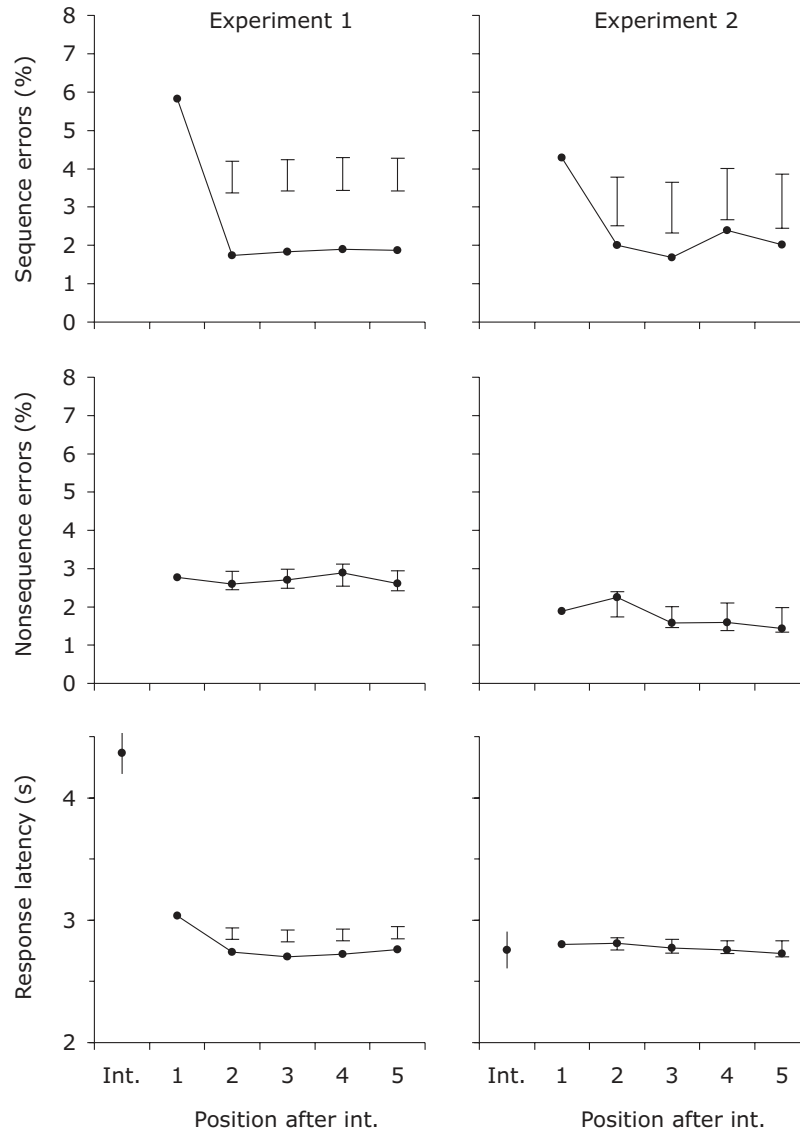 Experiment 1
Experiment 2
Sequence errors (%)
8
7
6
5
4
3
2
1
0
Nonsequence errors (%)
8
7
6
5
4
3
2
1
0
Response latency (s)
4
3
2
Int. 1 2 3 4 5
Int. 1 2 3 4 5
Position after int.
Position after int.